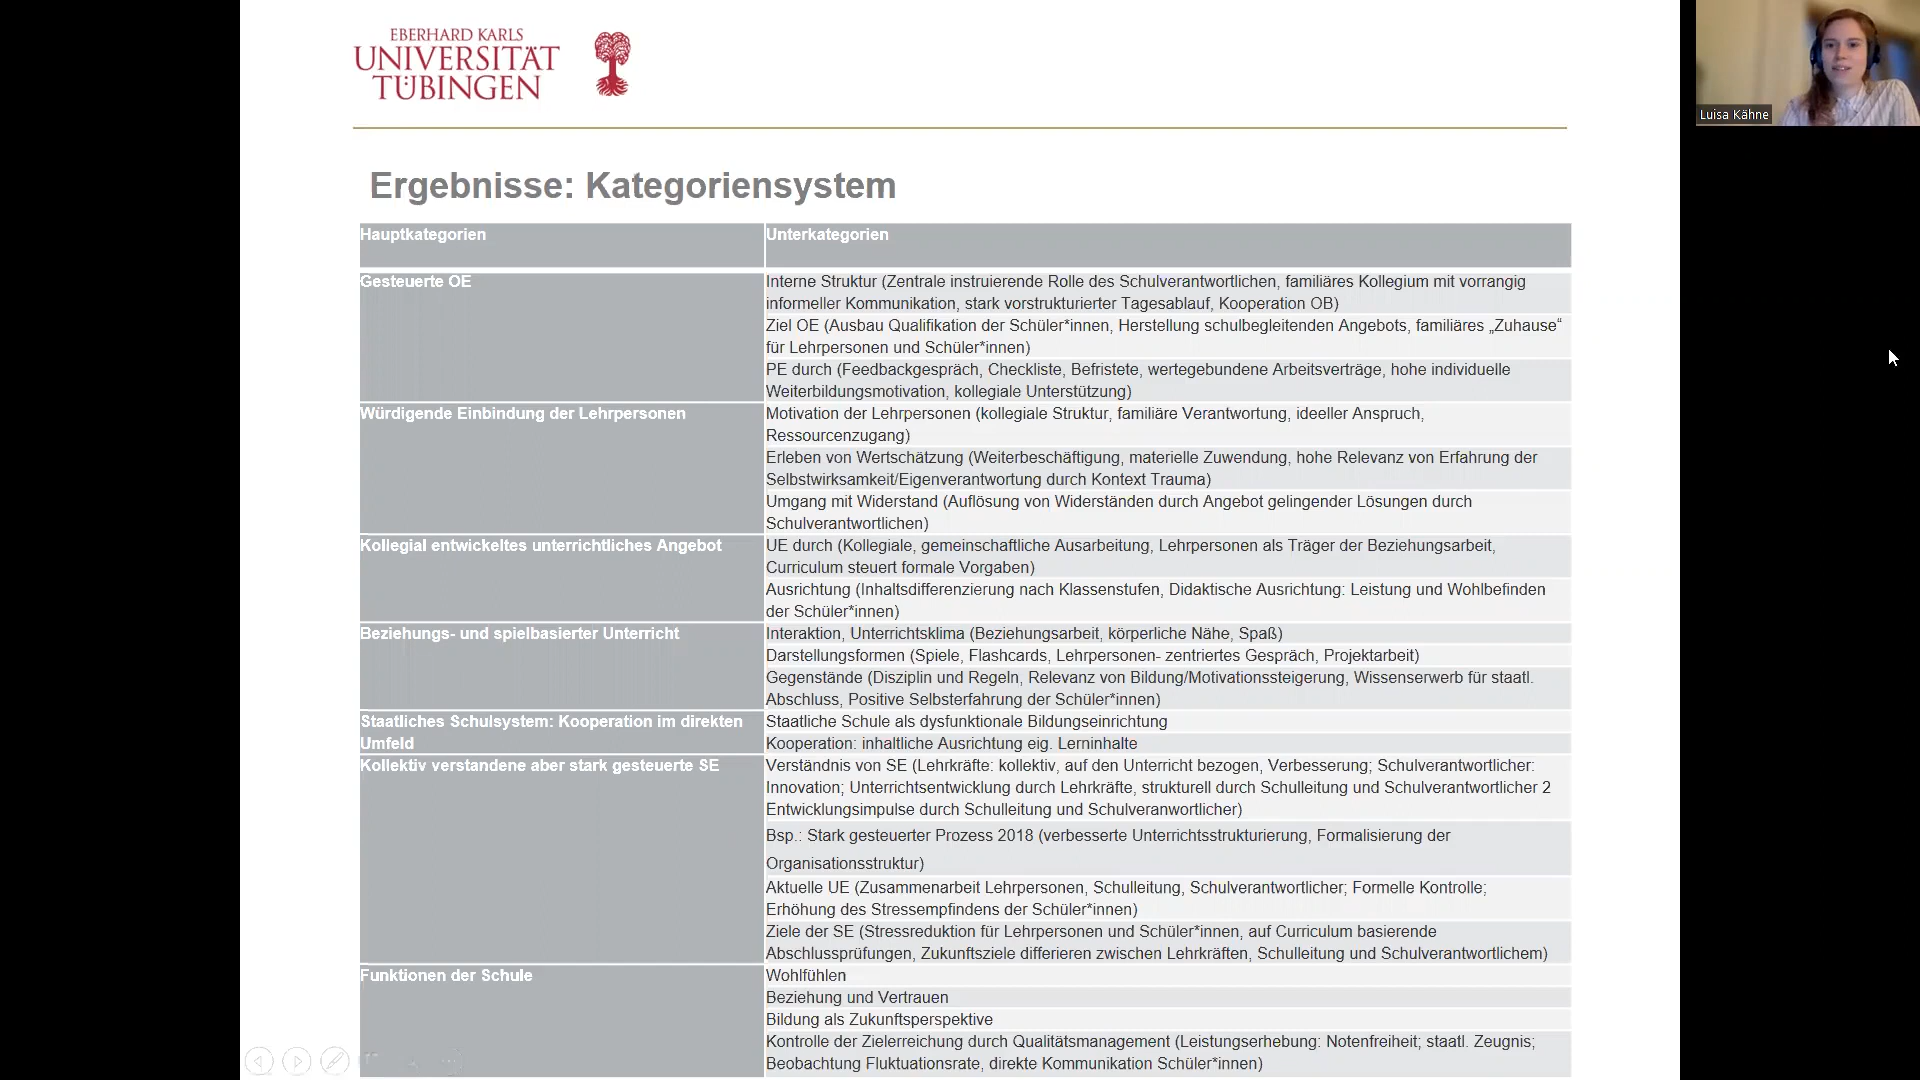 EBERHARD KARLS
UNIVERSITÄT
TÜBINGEN
Luisa Kähne
Ergebnisse: Kategoriensystem
Hauptkategorien
Unterkategorien
Gesteuerte OE
Interne Struktur (Zentrale instruierende Rolle des Schulverantwortlichen, familiäres Kollegium mit vorrangig
informeller Kommunikation, stark vorstrukturierter Tagesablauf, Kooperation OB)
Ziel OE (Ausbau Qualifikation der Schüler*innen, Herstellung schulbegleitenden Angebots, familiäres „Zuhause“
für Lehrpersonen und Schüler*innen)
PE durch (Feedbackgespräch, Checkliste, Befristete, wertegebundene Arbeitsverträge, hohe individuelle
Weiterbildungsmotivation, kollegiale Unterstützung)
Würdigende Einbindung der Lehrpersonen
Motivation der Lehrpersonen (kollegiale Struktur, familiäre Verantwortung, ideeller Anspruch,
Ressourcenzugang)
Erleben von Wertschätzung (Weiterbeschäftigung, materielle Zuwendung, hohe Relevanz von Erfahrung der
Selbstwirksamkeit/Eigenverantwortung durch Kontext Trauma)
Umgang mit Widerstand (Auflösung von Widerständen durch Angebot gelingender Lösungen durch
Schulverantwortlichen)
Kollegial entwickeltes unterrichtliches Angebot
UE durch (Kollegiale, gemeinschaftliche Ausarbeitung, Lehrpersonen als Träger der Beziehungsarbeit,
Curriculum steuert formale Vorgaben)
Ausrichtung (Inhaltsdifferenzierung nach Klassenstufen, Didaktische Ausrichtung: Leistung und Wohlbefinden
der Schüler*innen)
Beziehungs- und spielbasierter Unterricht
Interaktion, Unterrichtsklima (Beziehungsarbeit, körperliche Nähe, Spaß)
Darstellungsformen (Spiele, Flashcards, Lehrpersonen- zentriertes Gespräch, Projektarbeit)
Gegenstände (Disziplin und Regeln, Relevanz von Bildung/Motivationssteigerung, Wissenserwerb für staatl.
Abschluss, Positive Selbsterfahrung der Schüler*innen)
Staatliches Schulsystem: Kooperation im direkten
Umfeld
Staatliche Schule als dysfunktionale Bildungseinrichtung
Kooperation: inhaltliche Ausrichtung eig. Lerninhalte
Kollektiv verstandene aber stark gesteuerte SE
Verständnis von SE (Lehrkräfte: kollektiv, auf den Unterricht bezogen, Verbesserung; Schulverantwortlicher:
Innovation; Unterrichtsentwicklung durch Lehrkräfte, strukturell durch Schulleitung und Schulverantwortlicher 2
Entwicklungsimpulse durch Schulleitung und Schulveranwortlicher)
Bsp.: Stark gesteuerter Prozess 2018 (verbesserte Unterrichtsstrukturierung, Formalisierung der
Organisationsstruktur)
Aktuelle UE (Zusammenarbeit Lehrpersonen, Schulleitung, Schulverantwortlicher; Formelle Kontrolle;
Erhöhung des Stressempfindens der Schüler*innen)
Ziele der SE (Stressreduktion für Lehrpersonen und Schüler*innen, auf Curriculum basierende
Abschlussprüfungen, Zukunftsziele differieren zwischen Lehrkräften, Schulleitung und Schulverantwortlichem)
Funktionen der Schule
Wohlfühlen
Beziehung und Vertrauen
Bildung als Zukunftsperspektive
Kontrolle der Zielerreichung durch Qualitätsmanagement (Leistungserhebung: Notenfreiheit; staatl. Zeugnis;
Beobachtung Fluktuationsrate, direkte Kommunikation Schüler*innen)